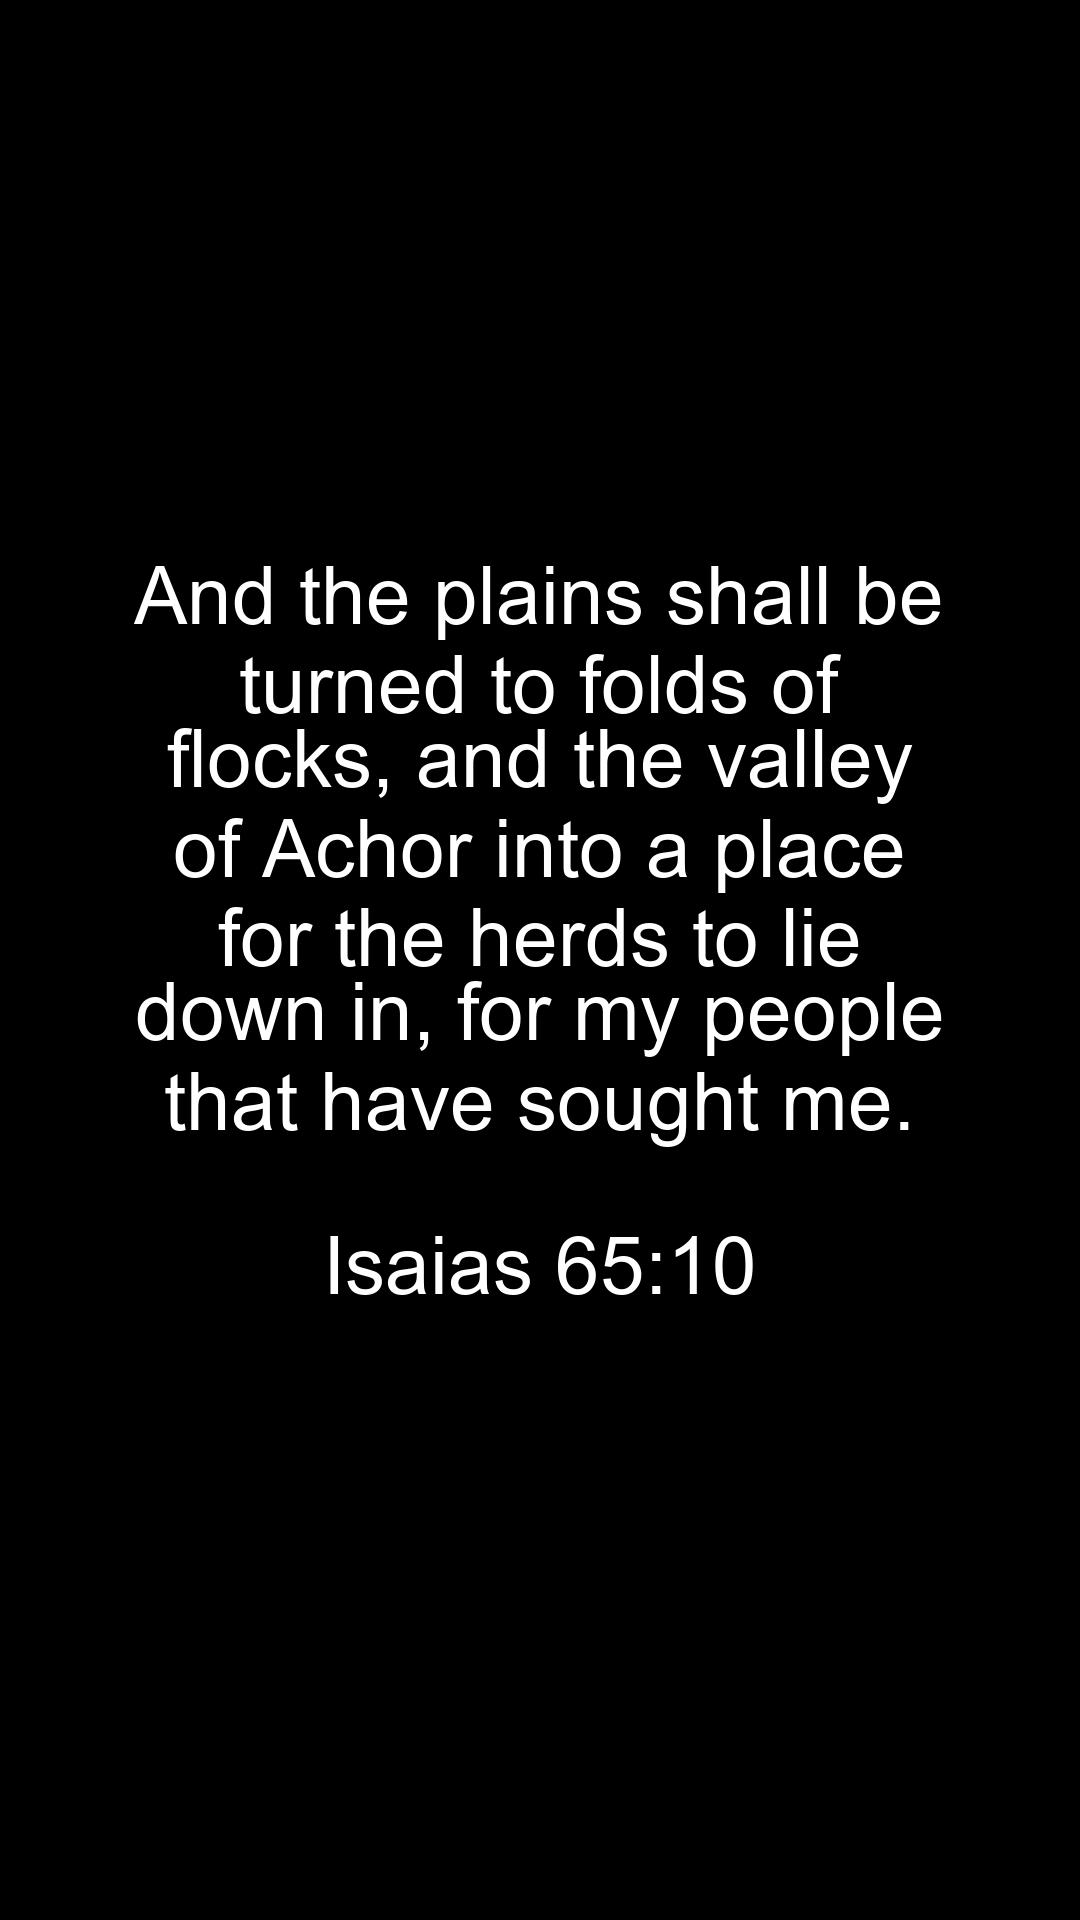 And the plains shall be
turned to folds of
flocks, and the valley
of Achor into a place
for the herds to lie
down in, for my people
that have sought me.
Isaias 65:10